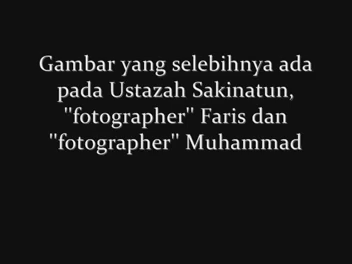 Gambar yang selebihnya ada
pada Ustazah Sakinatun,
"fotographer" Faris dan
"fotographer" Muhammad